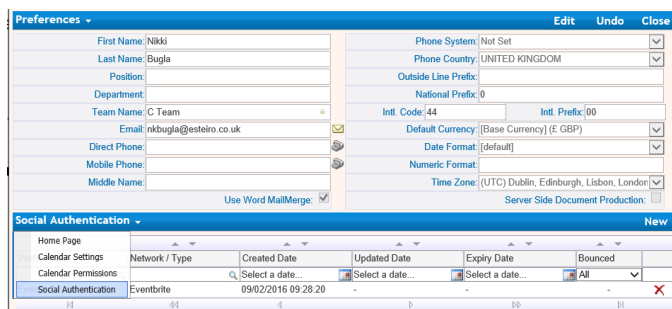 Preferences Edit Undo Close
First Name: Nikki Phone System: Not Set
Last Name: Bugla Phone Country: UNITED KINGDOM
Position: Outside Line Prefix:
Department: National Prefix: 0
Team Name: C Team Intl. Code: 44 Intl. Prefix: 00
Email: nkbugla@esteiro.co.uk Default Currency: [Base Currency] (£ GBP)
Direct Phone: Date Format: [default]
Mobile Phone: Numeric Format:
Middle Name: Time Zone: (UTC) Dublin, Edinburgh, Lisbon, London
Use Word MailMerge: Server Side Document Production:
Social Authentication New
Home Page
Calendar Settings Network / Type Created Date Updated Date Expiry Date Bounced
Calendar Permissions Select a date... Select a date... Select a date... All
Social Authentication Eventbrite 09/02/2016 09:28:20 - - -